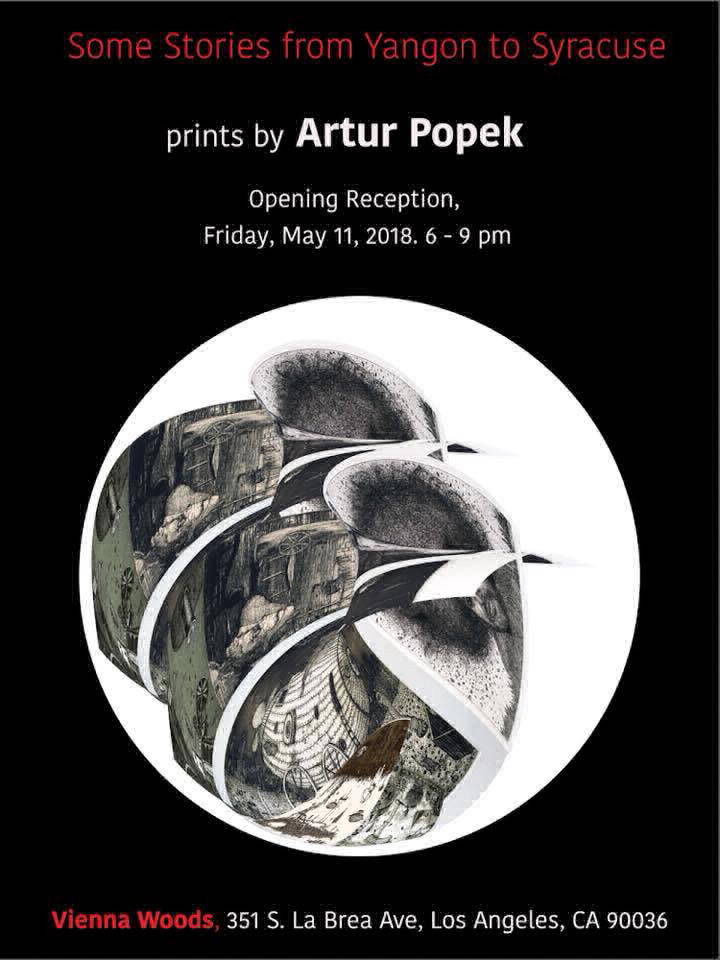 Some Stories from Yangon to Syracuse
prints by Artur Popek
Opening Reception,
Friday, May 11, 2018. 6 - 9 pm
Vienna Woods, 351 S. La Brea Ave, Los Angeles, CA 90036